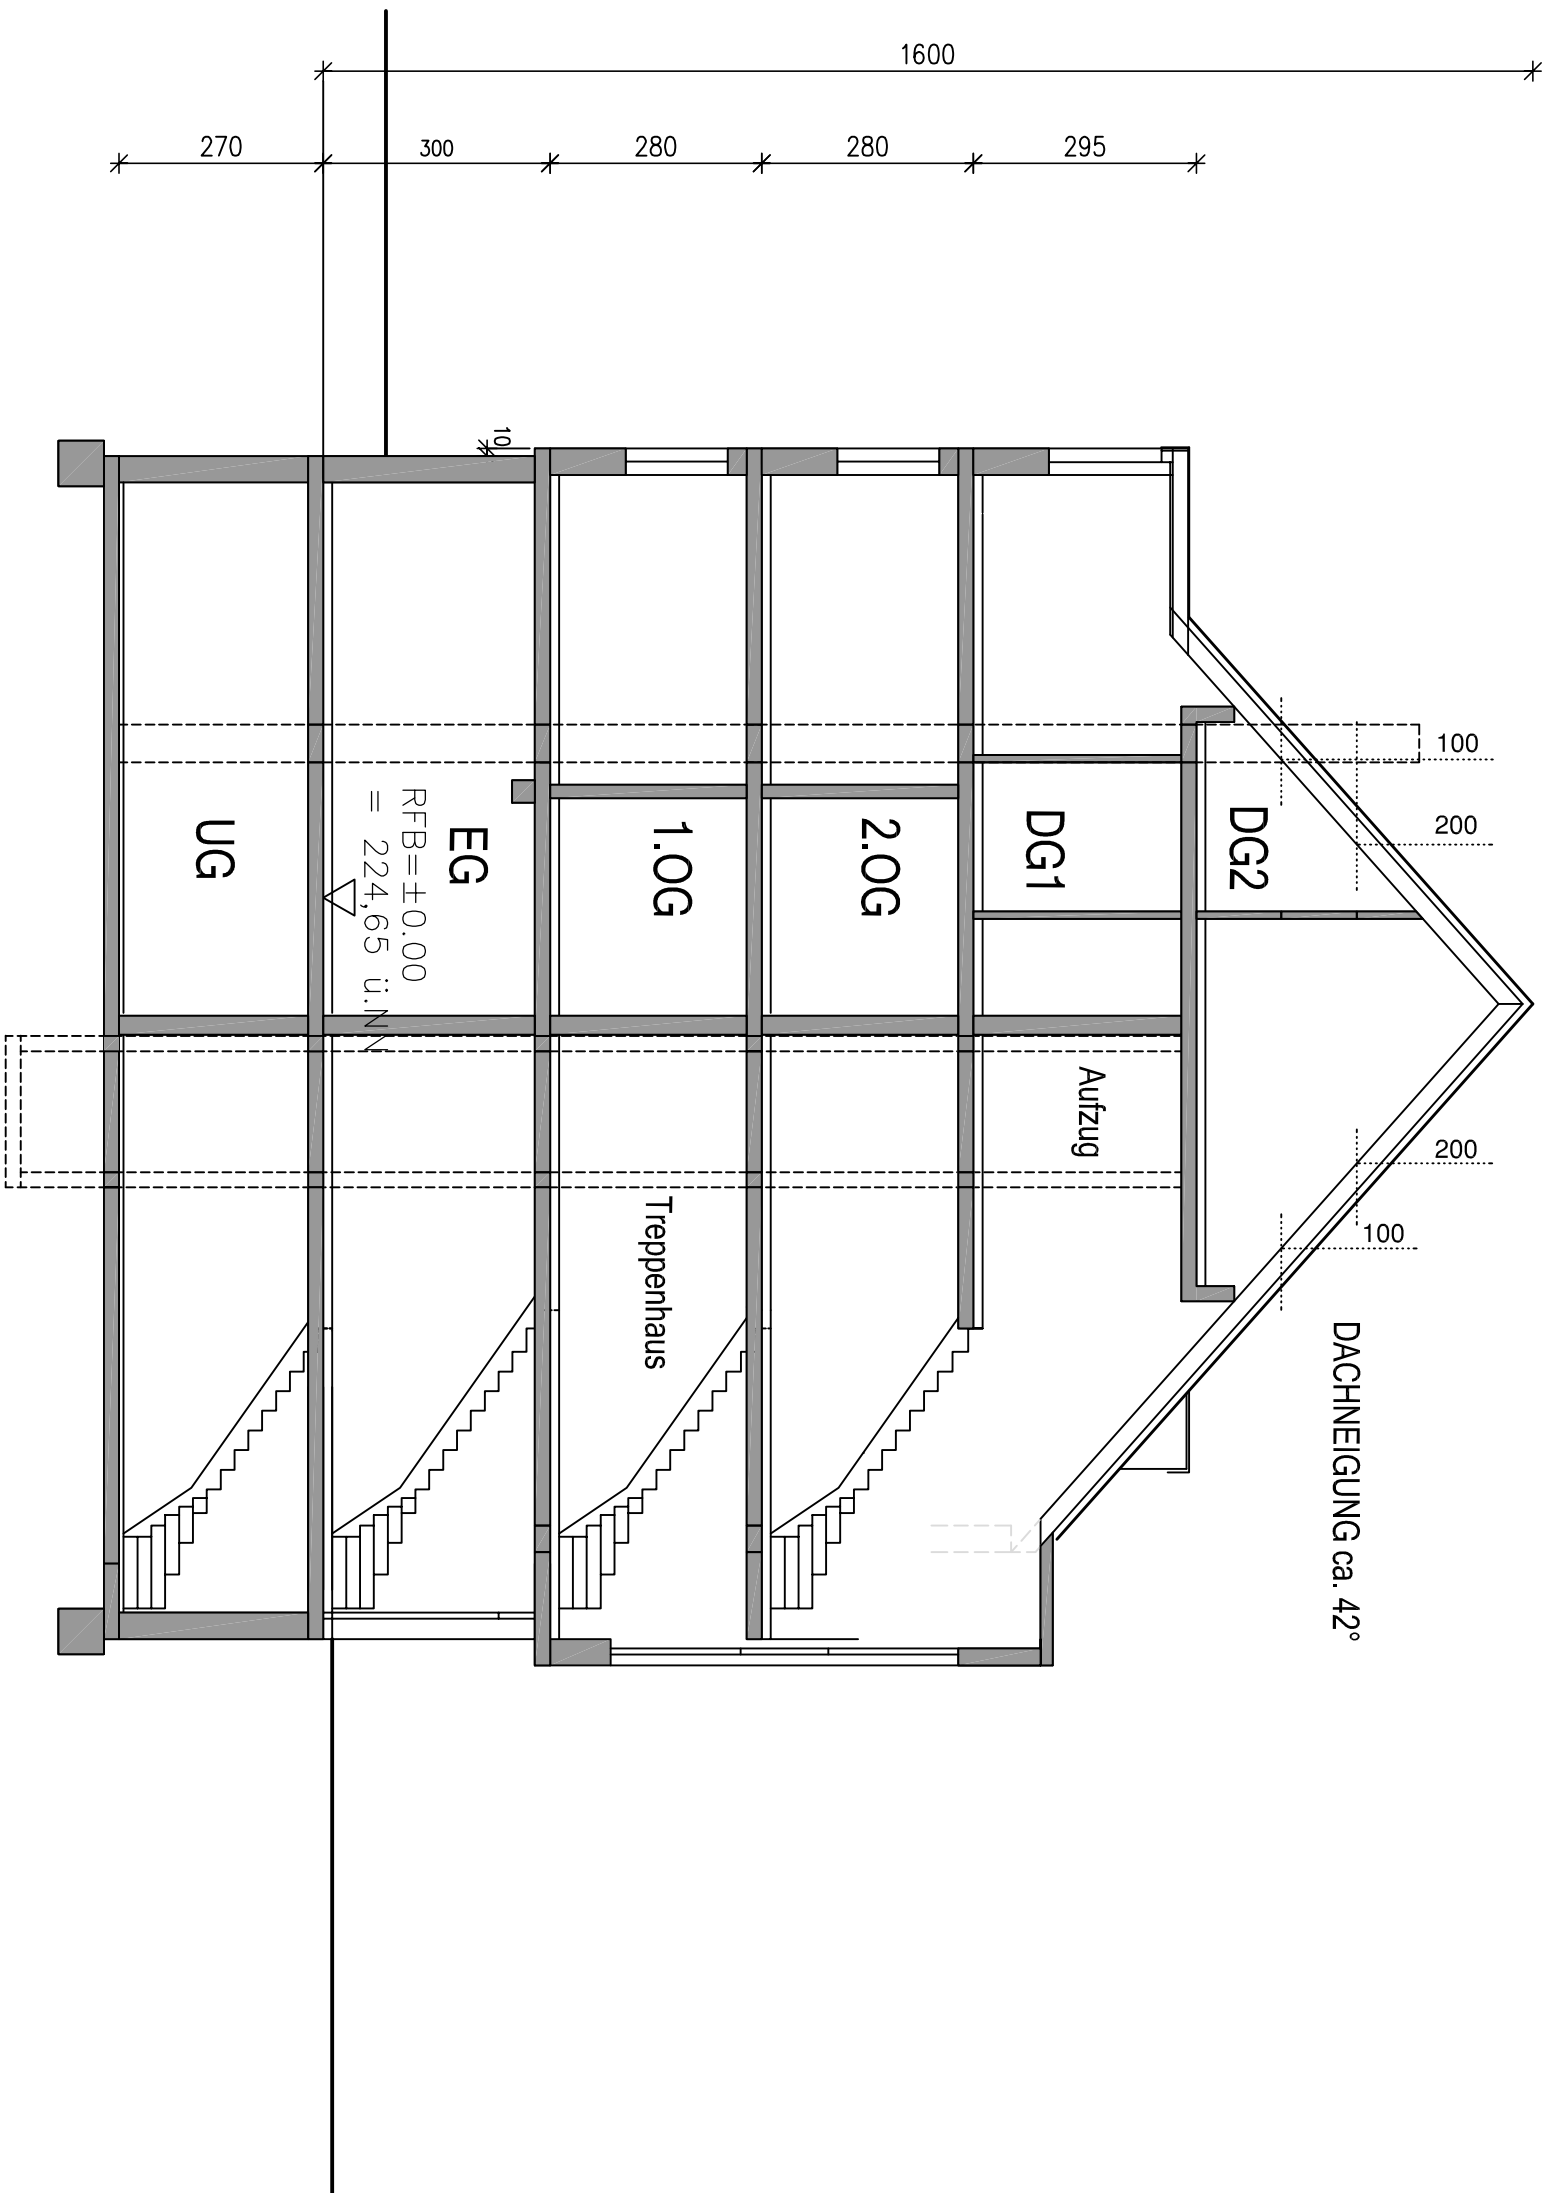 1600
270
300
280
280
295
10
100
200
200
100
DG2
DG1
2.OG
1.OG
EG
RFB=±0.00
= 224,65 ü.NN
UG
Aufzug
Treppenhaus
DACHNEIGUNG ca. 42°